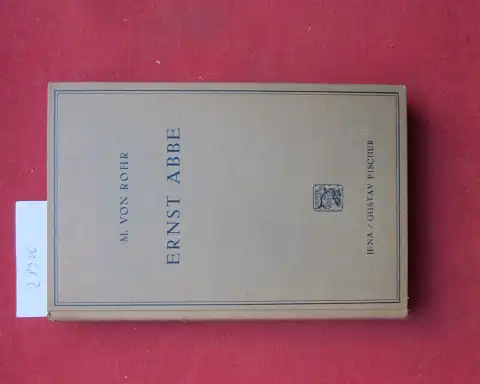 M. VON ROHR
ERNST ABBE
JENA / GUSTAV FISCHER